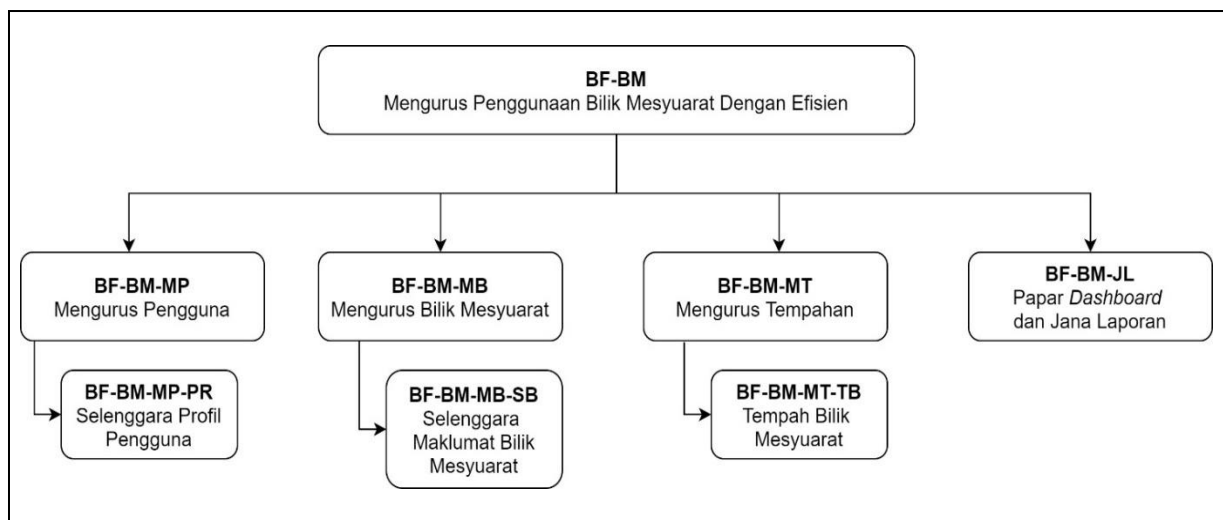 BF-BM
Mengurus Penggunaan Bilik Mesyuarat Dengan Efisien
BF-BM-MP
Mengurus Pengguna
BF-BM-MB
Mengurus Bilik Mesyuarat
BF-BM-MT
Mengurus Tempahan
BF-BM-JL
Papar Dashboard
dan Jana Laporan
BF-BM-MP-PR
Selenggara Profil
Pengguna
BF-BM-MB-SB
Selenggara
Maklumat Bilik
Mesyuarat
BF-BM-MT-TB
Tempah Bilik
Mesyuarat